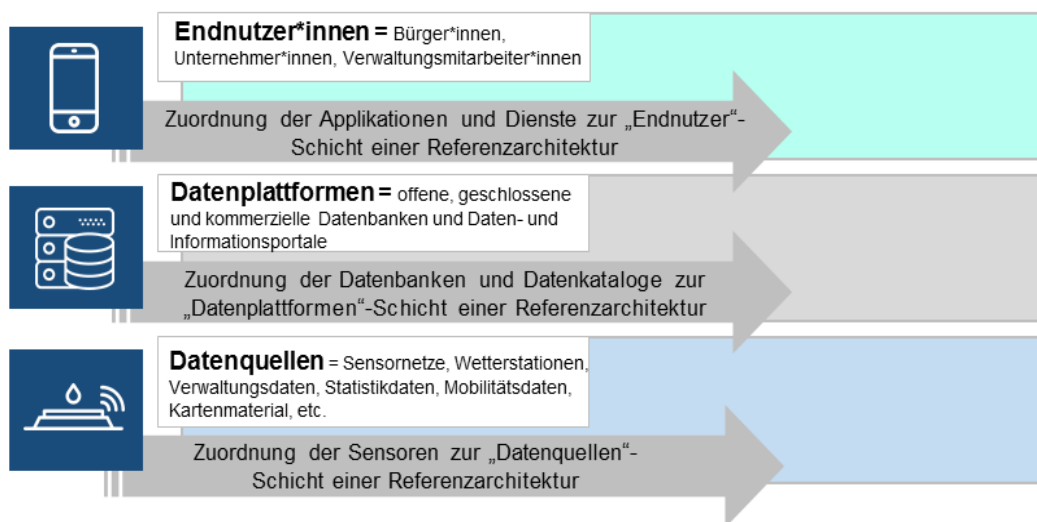 Endnutzer*innen = Bürger*innen,
Unternehmer*innen, Verwaltungsmitarbeiter*innen
Zuordnung der Applikationen und Dienste zur „Endnutzer“-
Schicht einer Referenzarchitektur
Datenplattformen = offene, geschlossene
und kommerzielle Datenbanken und Daten- und
Informationsportale
Zuordnung der Datenbanken und Datenkataloge zur
„Datenplattformen“-Schicht einer Referenzarchitektur
Datenquellen = Sensornetze, Wetterstationen,
Verwaltungsdaten, Statistikdaten, Mobilitätsdaten,
Kartenmaterial, etc.
Zuordnung der Sensoren zur „Datenquellen“-
Schicht einer Referenzarchitektur